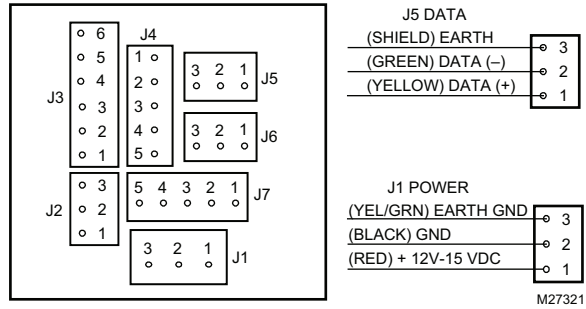 J3
6
5
4
3
2
1
J4
1
2
3
4
5
3 2 1
J5
3 2 1
J6
J2
3
2
1
5 4 3 2 1
J7
3 2 1
J1
J5 DATA
(SHIELD) EARTH 3
(GREEN) DATA (–) 2
(YELLOW) DATA (+) 1
J1 POWER
(YEL/GRN) EARTH GND 3
(BLACK) GND 2
(RED) + 12V-15 VDC 1
M27321